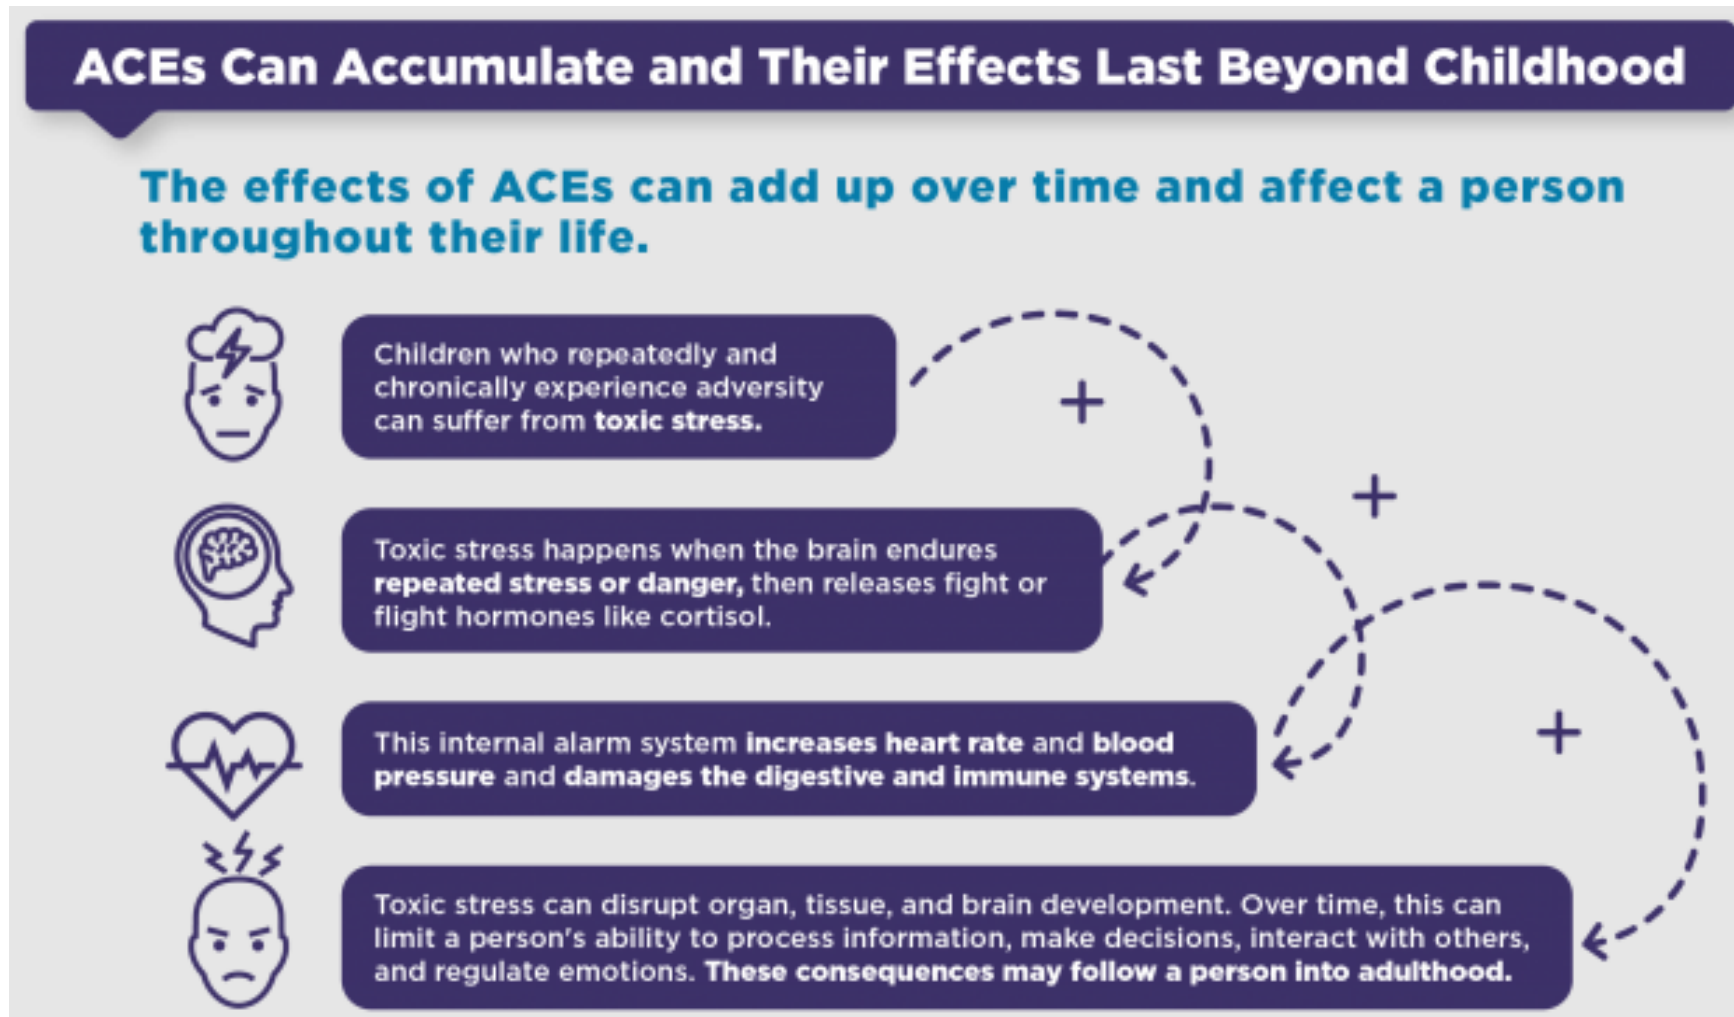 ACEs Can Accumulate and Their Effects Last Beyond Childhood
The effects of ACEs can add up over time and affect a person
throughout their life.
Children who repeatedly and
chronically experience adversity
can suffer from toxic stress.
+
+
Toxic stress happens when the brain endures
repeated stress or danger, then releases fight or
flight hormones like cortisol.
+
This internal alarm system increases heart rate and blood
pressure and damages the digestive and immune systems.
Toxic stress can disrupt organ, tissue, and brain development. Over time, this can
limit a person's ability to process information, make decisions, interact with others,
and regulate emotions. These consequences may follow a person into adulthood.